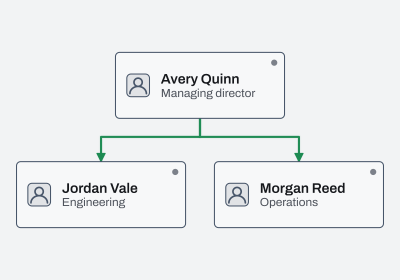 Avery Quinn
Managing director
Jordan Vale
Engineering
Morgan Reed
Operations